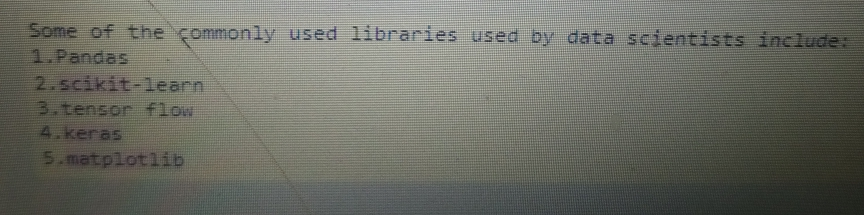 Some of the commonly used libraries used by data scientists include:
1.Pandas
2.scikit-learn
3.tensor flow
4.keras
5.matplotlib